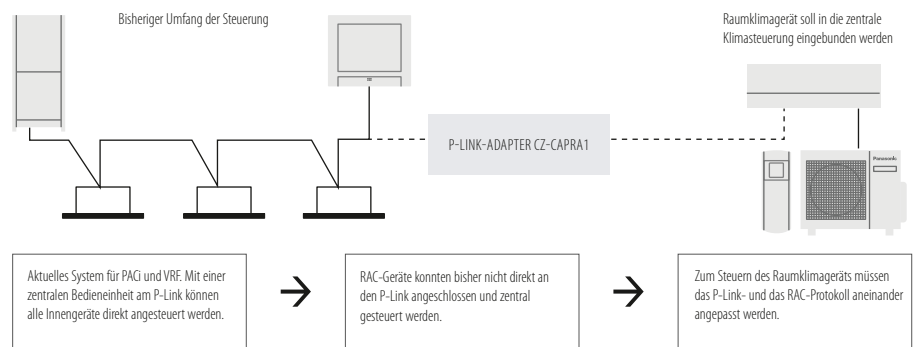 Bisheriger Umfang der Steuerung
Raumklimagerät soll in die zentrale
Klimasteuerung eingebunden werden
P-LINK-ADAPTER CZ-CAPRA1
Panasonic
Aktuelles System für PACi und VRF. Mit einer
zentralen Bedieneinheit am P-Link können
alle Innengeräte direkt angesteuert werden.
RAC-Geräte konnten bisher nicht direkt an
den P-Link angeschlossen und zentral
gesteuert werden.
Zum Steuern des Raumklimageräts müssen
das P-Link- und das RAC-Protokoll aneinander
angepasst werden.